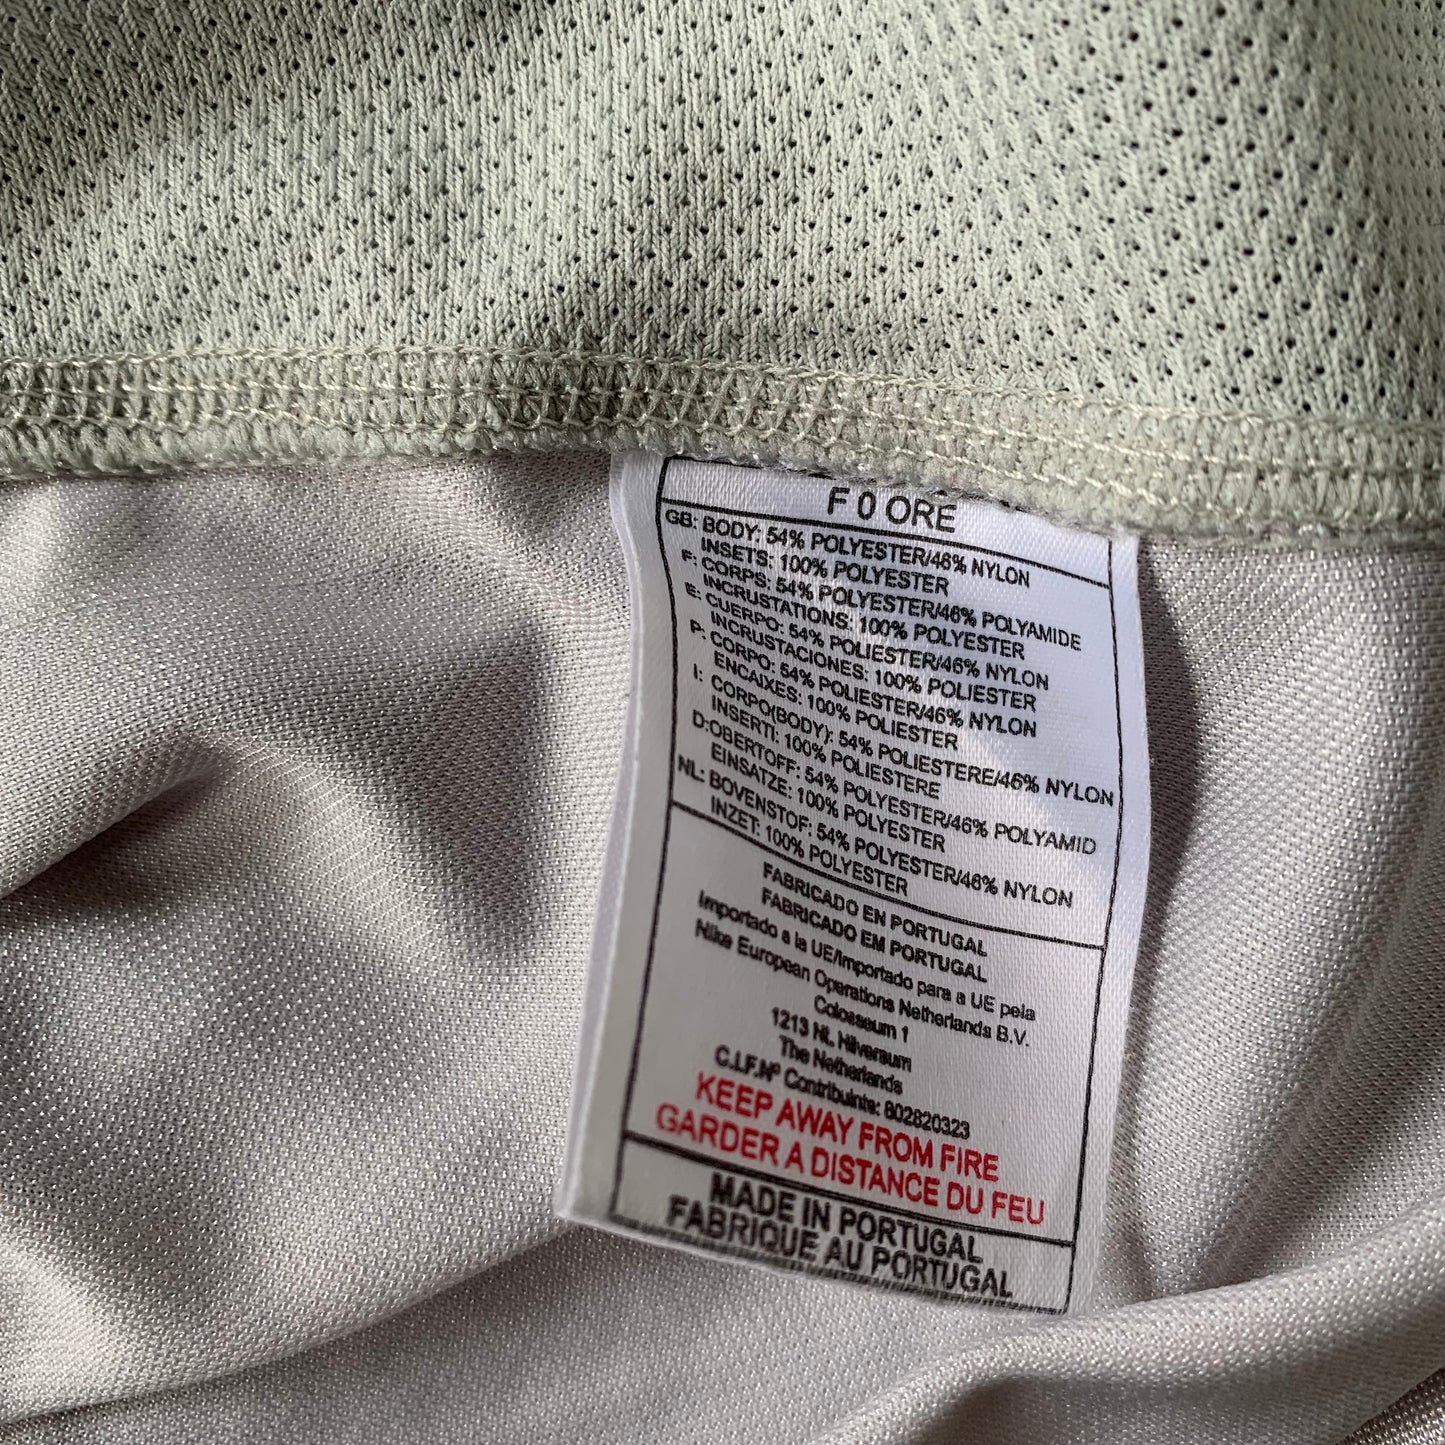 F 0 ORE
GB: BODY: 54% POLYESTER/46% NYLON
INSETS: 100% POLYESTER
F: CORPS: 54% POLYESTER/46% POLYAMIDE
INCRUSTATIONS: 100% POLYESTER
E: CUERPO: 54% POLIESTER/46% NYLON
INCRUSTACIONES: 100% POLIESTER
P: CORPO: 54% POLIESTER/46% NYLON
ENCAIXES: 100% POLIESTER
I: CORPO(BODY): 54% POLIESTERE/46% NYLON
INSERTI: 100% POLIESTERE
D:OBERTOFF: 54% POLYESTER/46% POLYAMID
EINSATZE: 100% POLYESTER
NL: BOVENSTOF: 54% POLYESTER/46% NYLON
INZET: 100% POLYESTER
FABRICADO EN PORTUGAL
FABRICADO EM PORTUGAL
Importado a la UE/Importado para a UE pela
Nike European Operations Netherlands B.V.
Colosseum 1
1213 NL Hilversum
The Netherlands
C.I.F.Nº Contribuinte: 802820323
KEEP AWAY FROM FIRE
GARDER A DISTANCE DU FEU
MADE IN PORTUGAL
FABRIQUE AU PORTUGAL